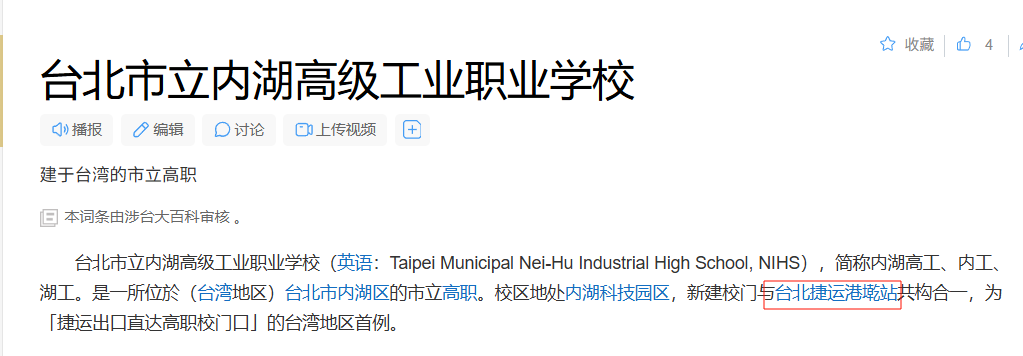 收藏 4
台北市立内湖高级工业职业学校
播报 编辑 讨论 上传视频
建于台湾的市立高职
本词条由涉台大百科审核 。
台北市立内湖高级工业职业学校（英语：Taipei Municipal Nei-Hu Industrial High School, NIHS），简称内湖高工、内工、
湖工。是一所位於（台湾地区）台北市内湖区的市立高职。校区地处内湖科技园区，新建校门与台北捷运港墘站共构合一，为
「捷运出口直达高职校门口」的台湾地区首例。